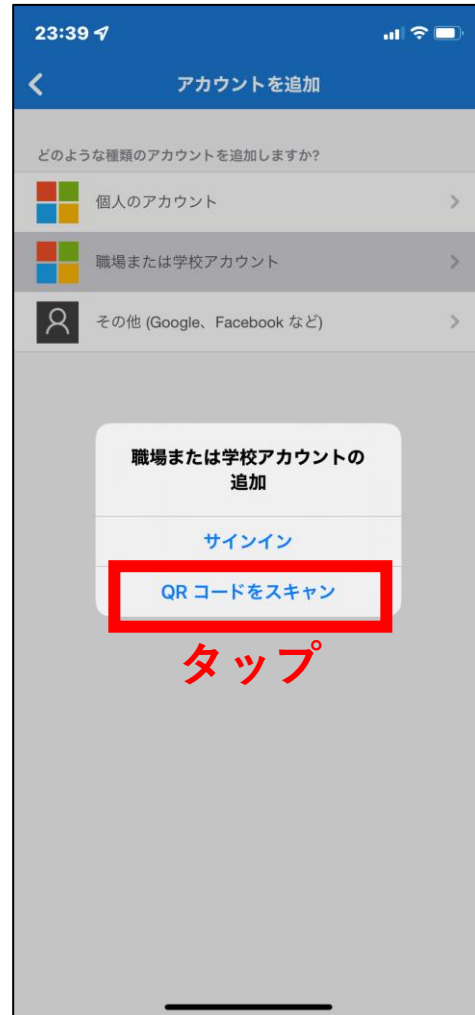 23:39
アカウントを追加
どのような種類のアカウントを追加しますか?
個人のアカウント
職場または学校アカウント
その他 (Google、Facebook など)
職場または学校アカウントの
追加
サインイン
QR コードをスキャン
タップ